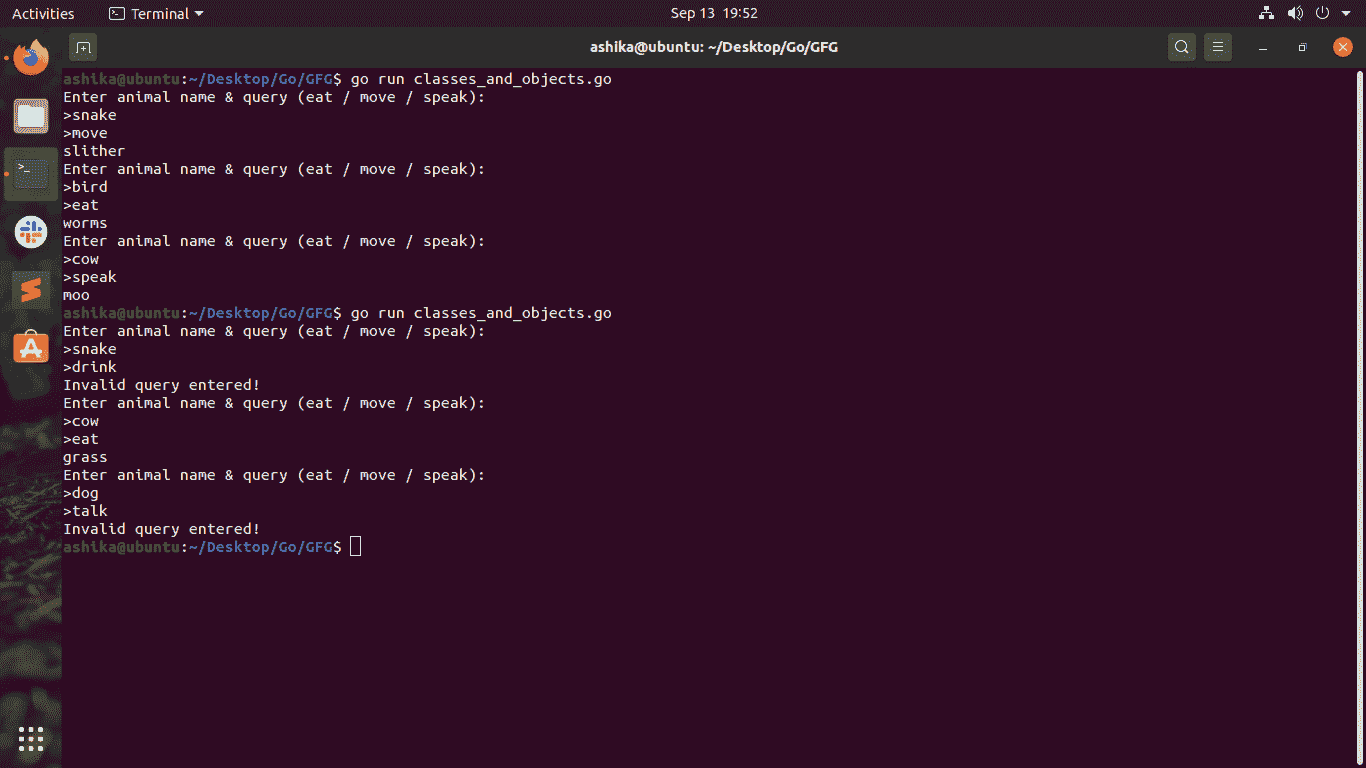 Activities Terminal Sep 13 19:52
ashika@ubuntu: ~/Desktop/Go/GFG
ashika@ubuntu:~/Desktop/Go/GFG$ go run classes_and_objects.go
Enter animal name & query (eat / move / speak):
>snake
>move
slither
Enter animal name & query (eat / move / speak):
>bird
>eat
worms
Enter animal name & query (eat / move / speak):
>cow
>speak
moo
ashika@ubuntu:~/Desktop/Go/GFG$ go run classes_and_objects.go
Enter animal name & query (eat / move / speak):
>snake
>drink
Invalid query entered!
Enter animal name & query (eat / move / speak):
>cow
>eat
grass
Enter animal name & query (eat / move / speak):
>dog
>talk
Invalid query entered!
ashika@ubuntu:~/Desktop/Go/GFG$